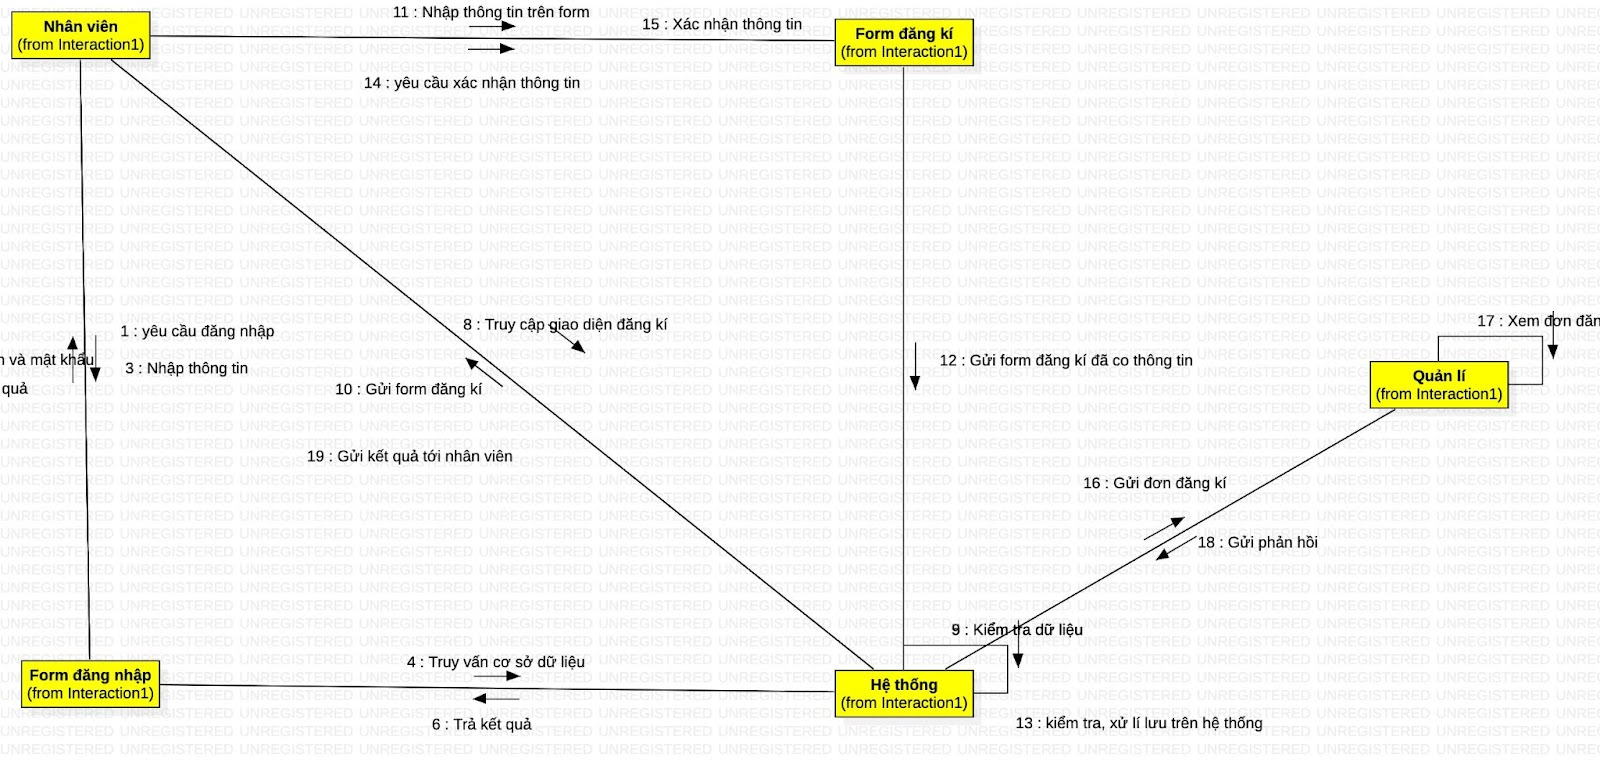 11 : Nhập thông tin trên form
15 : Xác nhận thông tin
Nhân viên
(from Interaction1)
Form đăng kí
(from Interaction1)
14 : yêu cầu xác nhận thông tin
1 : yêu cầu đăng nhập
8 : Truy cập giao diện đăng kí
17 : Xem đơn đăn
và mật khẩu
3 : Nhập thông tin
12 : Gửi form đăng kí đã co thông tin
quả
10 : Gửi form đăng kí
Quản lí
(from Interaction1)
19 : Gửi kết quả tới nhân viên
16 : Gửi đơn đăng kí
18 : Gửi phản hồi
9 : Kiểm tra dữ liệu
4 : Truy vấn cơ sở dữ liệu
Form đăng nhập
(from Interaction1)
Hệ thống
(from Interaction1)
6 : Trả kết quả
13 : kiểm tra, xử lí lưu trên hệ thống